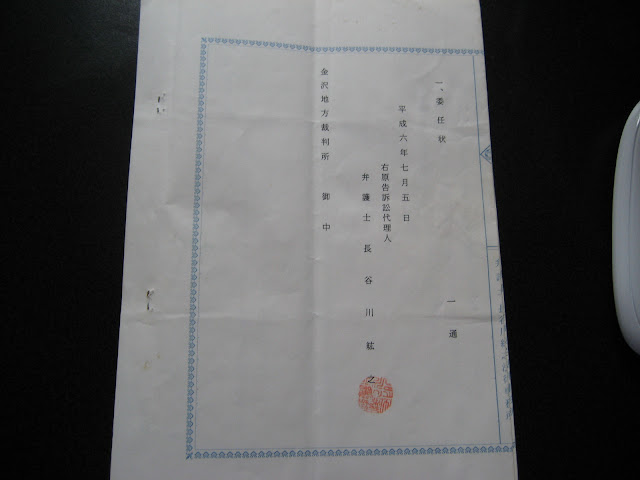 一、委任状 一通
平成六年七月五日
右原告訴訟代理人
弁護士 長谷川紘之
金沢地方裁判所 御中